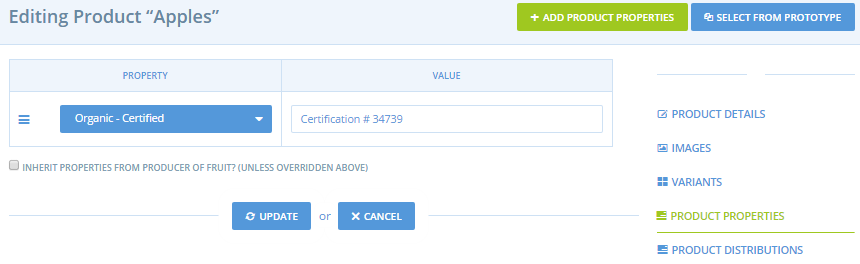 Editing Product “Apples”
ADD PRODUCT PROPERTIES
SELECT FROM PROTOTYPE
PROPERTY
VALUE
Organic - Certified
Certification # 34739
INHERIT PROPERTIES FROM PRODUCER OF FRUIT? (UNLESS OVERRIDDEN ABOVE)
UPDATE or CANCEL
PRODUCT DETAILS
IMAGES
VARIANTS
PRODUCT PROPERTIES
PRODUCT DISTRIBUTIONS